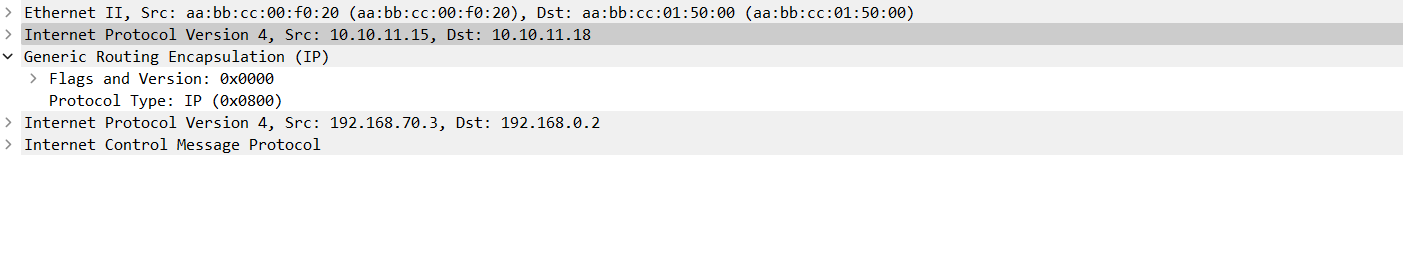 Ethernet II, Src: aa:bb:cc:00:f0:20 (aa:bb:cc:00:f0:20), Dst: aa:bb:cc:01:50:00 (aa:bb:cc:01:50:00)
Internet Protocol Version 4, Src: 10.10.11.15, Dst: 10.10.11.18
Generic Routing Encapsulation (IP)
Flags and Version: 0x0000
Protocol Type: IP (0x0800)
Internet Protocol Version 4, Src: 192.168.70.3, Dst: 192.168.0.2
Internet Control Message Protocol